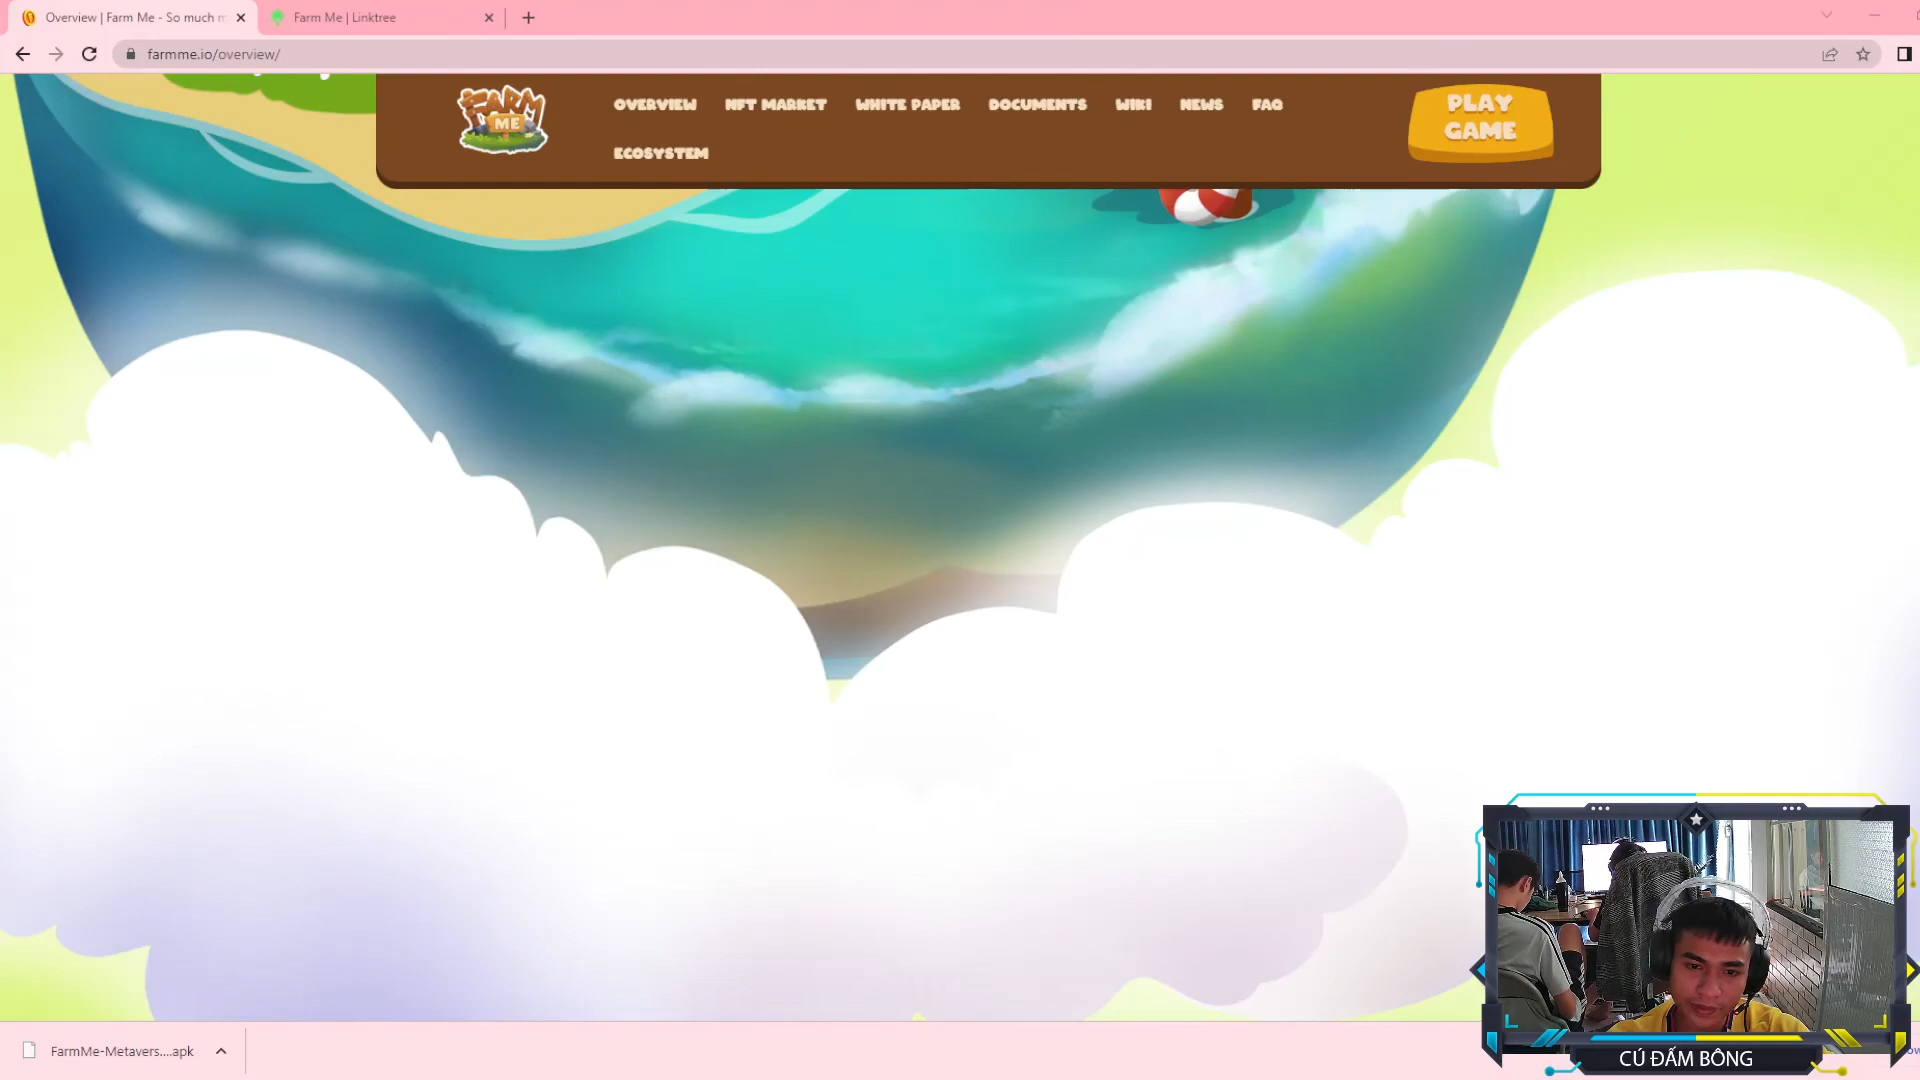 Overview | Farm Me - So much m
Farm Me | Linktree
farmme.io/overview/
FARM
ME
OVERVIEW
NFT MARKET
WHITE PAPER
DOCUMENTS
WIKI
NEWS
FAQ
ECOSYSTEM
PLAY
GAME
FarmMe-Metavers....apk
CÚ ĐẤM BÔNG